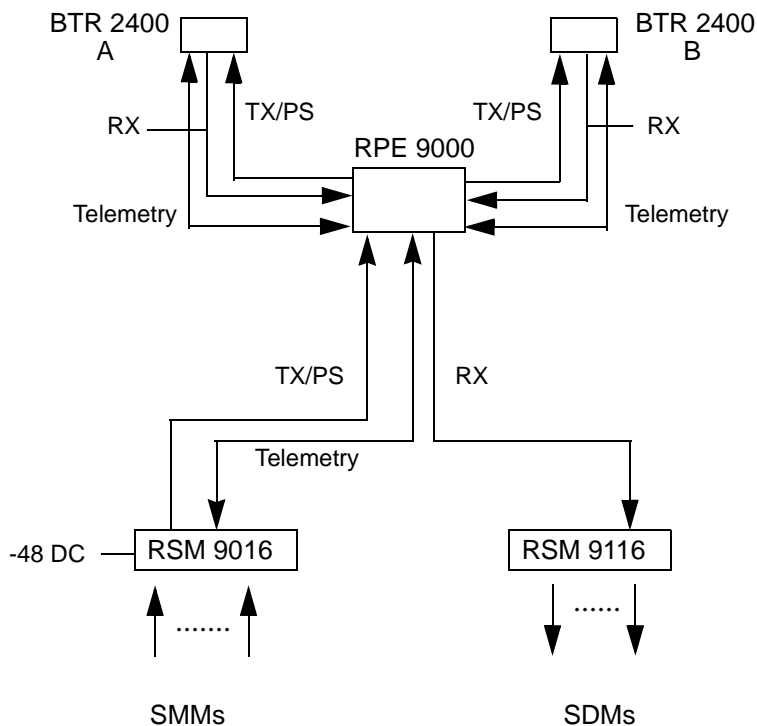 BTR 2400
A
BTR 2400
B
RX
TX/PS
TX/PS
RX
RPE 9000
Telemetry
Telemetry
TX/PS
RX
Telemetry
-48 DC
RSM 9016
RSM 9116
.......
......
SMMs
SDMs